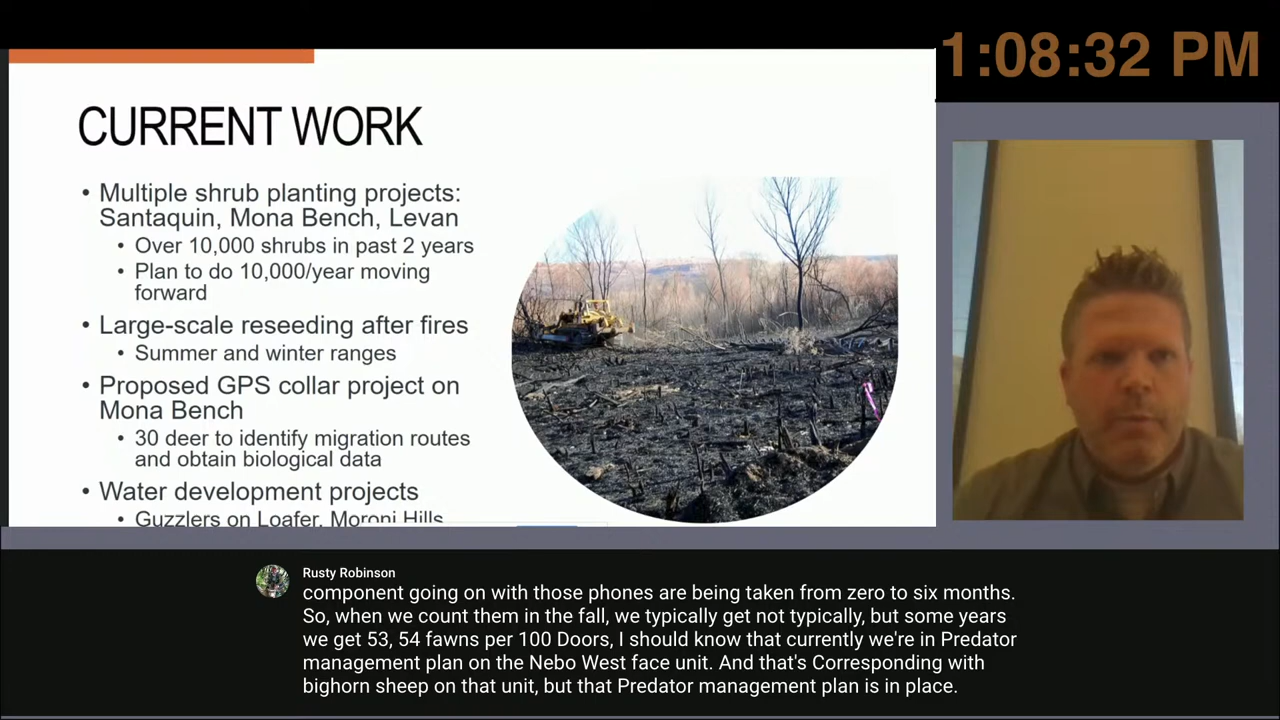 1:08:32 PM
CURRENT WORK
• Multiple shrub planting projects:
Santaquin, Mona Bench, Levan
• Over 10,000 shrubs in past 2 years
• Plan to do 10,000/year moving
forward
• Large-scale reseeding after fires
• Summer and winter ranges
• Proposed GPS collar project on
Mona Bench
• 30 deer to identify migration routes
and obtain biological data
• Water development projects
• Guzzlers on Loafer, Moroni Hills
Rusty Robinson
component going on with those phones are being taken from zero to six months.
So, when we count them in the fall, we typically get not typically, but some years
we get 53, 54 fawns per 100 Doors, I should know that currently we're in Predator
management plan on the Nebo West face unit. And that's Corresponding with
bighorn sheep on that unit, but that Predator management plan is in place.